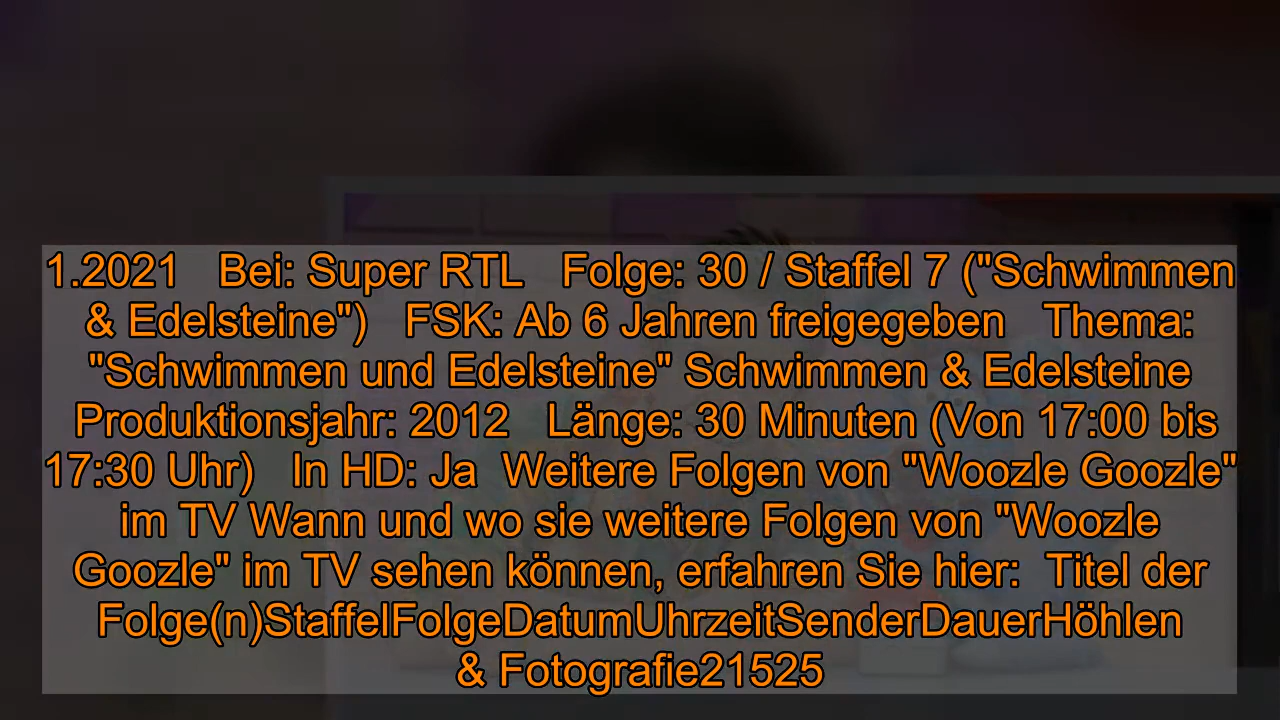 1.2021   Bei: Super RTL   Folge: 30 / Staffel 7 ("Schwimmen
& Edelsteine")   FSK: Ab 6 Jahren freigegeben   Thema:
"Schwimmen und Edelsteine" Schwimmen & Edelsteine
Produktionsjahr: 2012   Länge: 30 Minuten (Von 17:00 bis
17:30 Uhr)   In HD: Ja  Weitere Folgen von "Woozle Goozle"
im TV Wann und wo sie weitere Folgen von "Woozle
Goozle" im TV sehen können, erfahren Sie hier:  Titel der
Folge(n)StaffelFolgeDatumUhrzeitSenderDauerHöhlen
& Fotografie21525